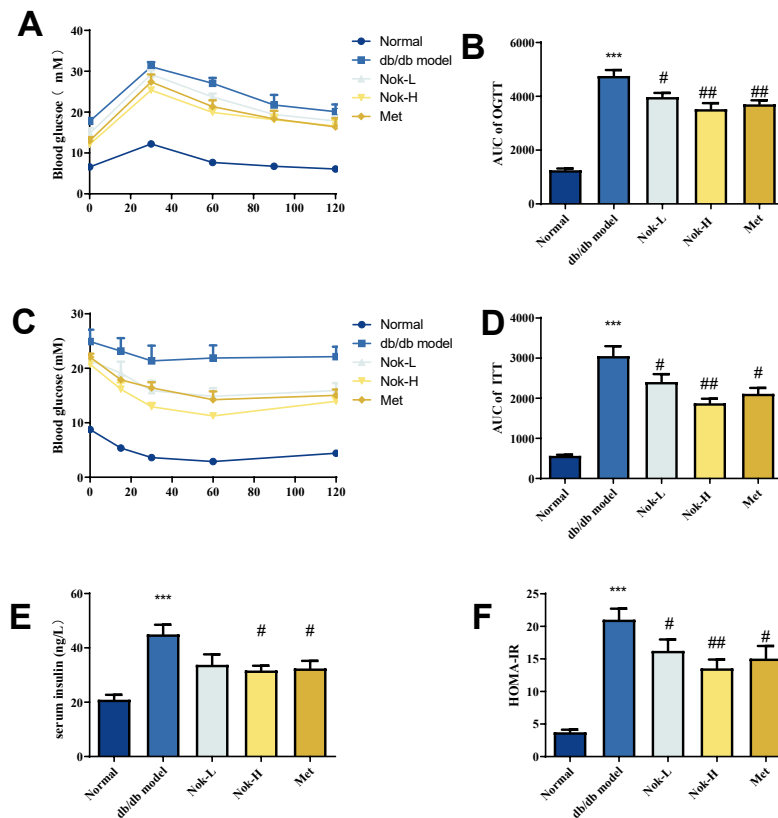 A
Blood glucsoe ( mM)
30
20
10
0
40
0 20 40 60 80 100 120
Normal
db/db model
Nok-L
Nok-H
Met
B
AUC of OGTT
6000
4000
2000
0
***
#
##
##
Normal
db/db model
Nok-L
Nok-H
Met
C
Blood glucose (mM)
30
20
10
0
0 20 40 60 80 100 120
Normal
db/db model
Nok-L
Nok-H
Met
D
AUC of ITT
4000
3000
2000
1000
0
***
#
##
#
Normal
db/db model
Nok-L
Nok-H
Met
E
serum insulin (ng/L)
60
40
20
0
***
#
#
Normal
db/db model
Nok-L
Nok-H
Met
F
HOMA-IR
25
20
15
10
5
0
***
#
##
#
Normal
db/db model
Nok-L
Nok-H
Met